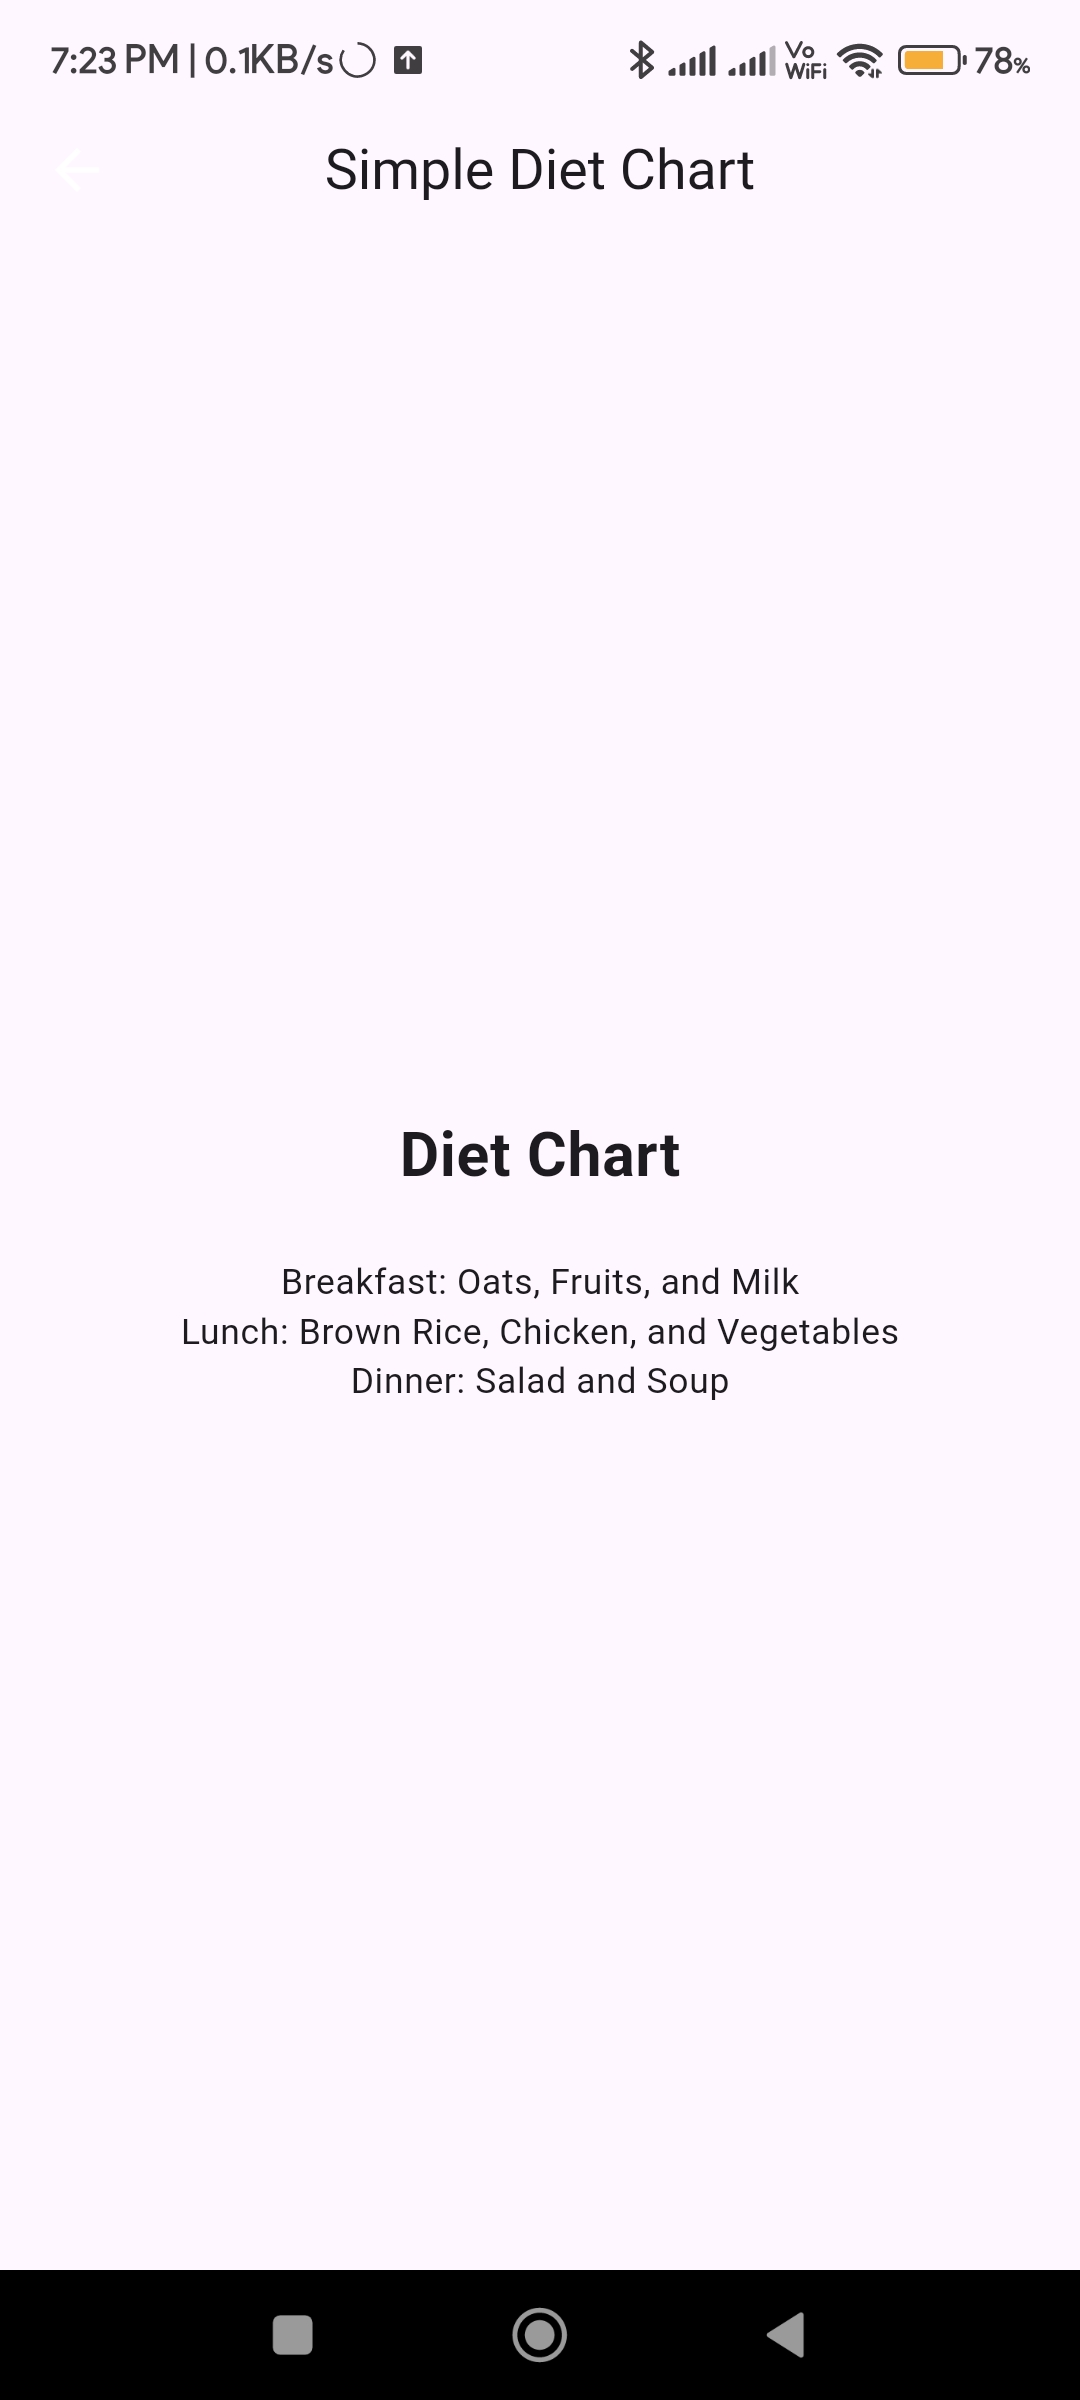 7:23 PM | 0.1KB/s
Vo WiFi
78%
Simple Diet Chart
Diet Chart
Breakfast: Oats, Fruits, and Milk
Lunch: Brown Rice, Chicken, and Vegetables
Dinner: Salad and Soup